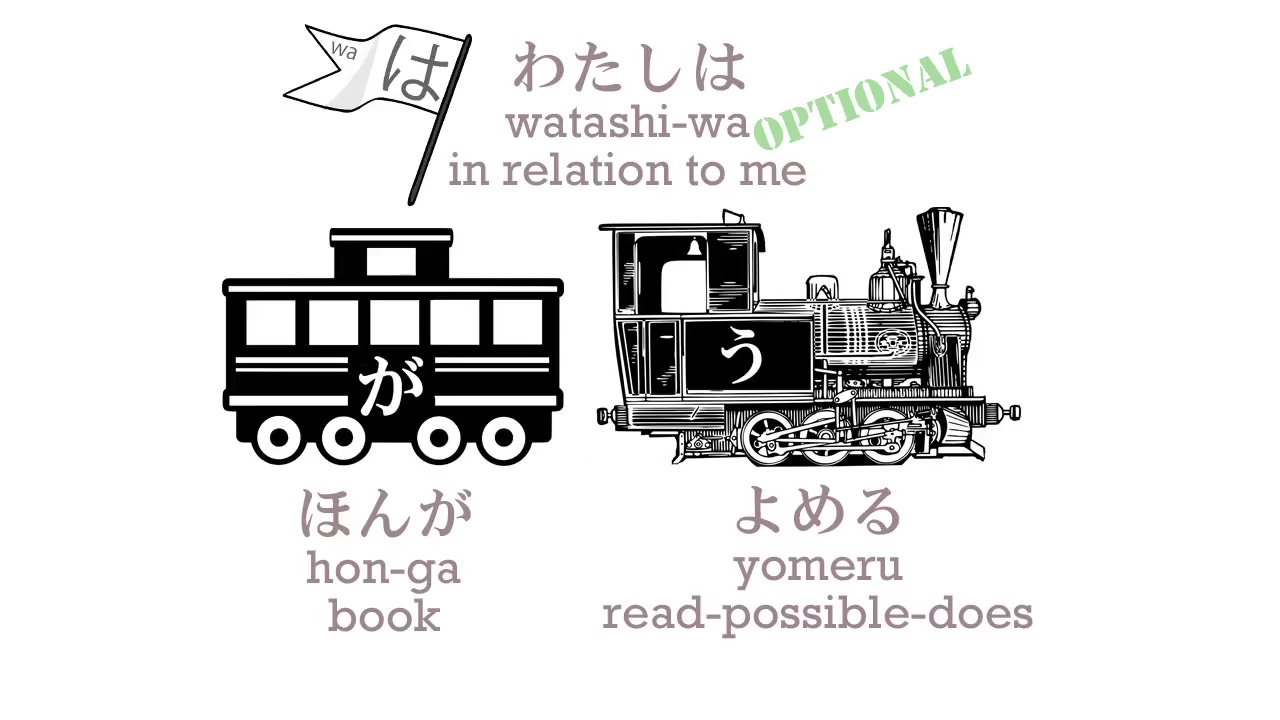 wa は
わたしは
watashi-wa
OPTIONAL
in relation to me
が
う
ほんが
hon-ga
book
よめる
yomeru
read-possible-does